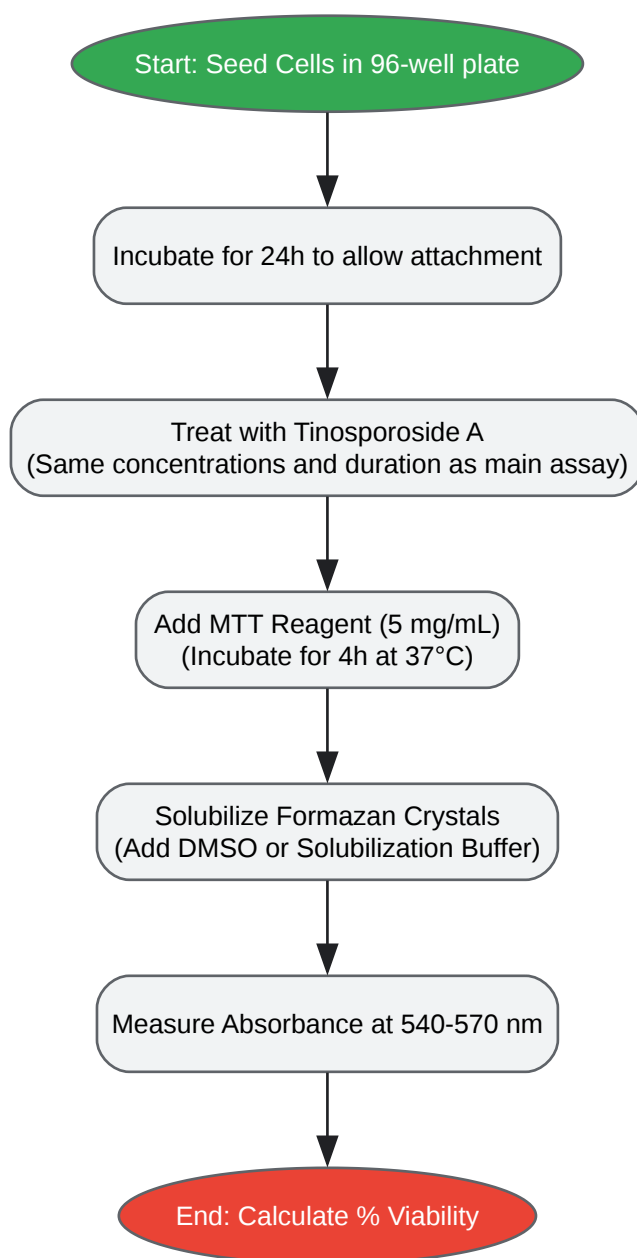 Start: Seed Cells in 96-well plate
Incubate for 24h to allow attachment
Treat with Tinosporoside A
(Same concentrations and duration as main assay)
Add MTT Reagent (5 mg/mL)
(Incubate for 4h at 37°C)
Solubilize Formazan Crystals
(Add DMSO or Solubilization Buffer)
Measure Absorbance at 540-570 nm
End: Calculate % Viability